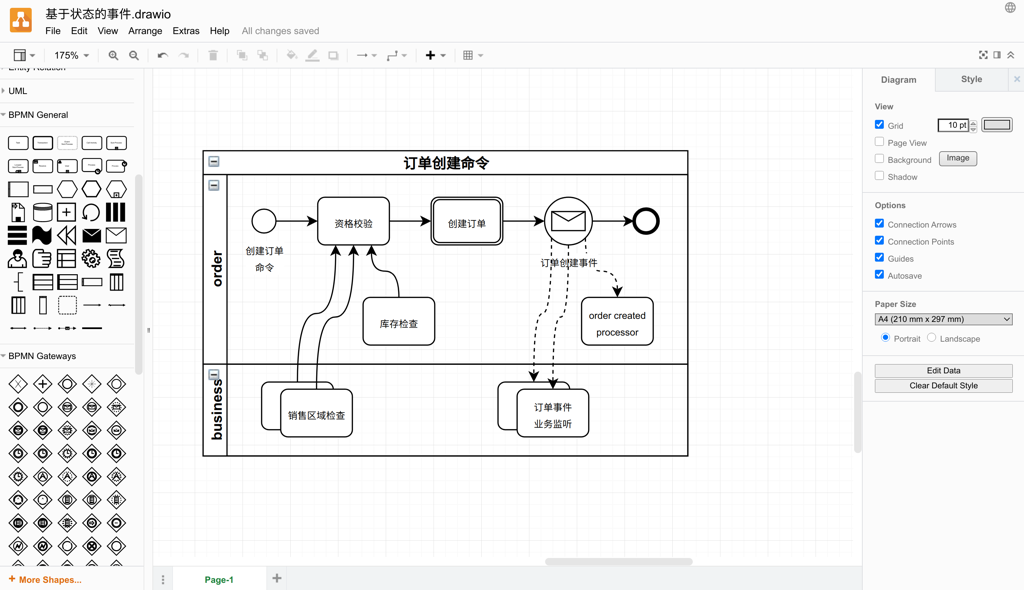 基于状态的事件.drawio
File Edit View Arrange Extras Help All changes saved
175%
Entity Relation
UML
BPMN General
BPMN Gateways
+ More Shapes...
订单创建命令
order
创建订单
命令
资格校验
创建订单
订单创建事件
库存检查
order created
processor
business
销售区域检查
订单事件
业务监听
Page-1
Diagram
Style
View
Grid
10 pt
Page View
Background
Image
Shadow
Options
Connection Arrows
Connection Points
Guides
Autosave
Paper Size
A4 (210 mm x 297 mm)
Portrait
Landscape
Edit Data
Clear Default Style